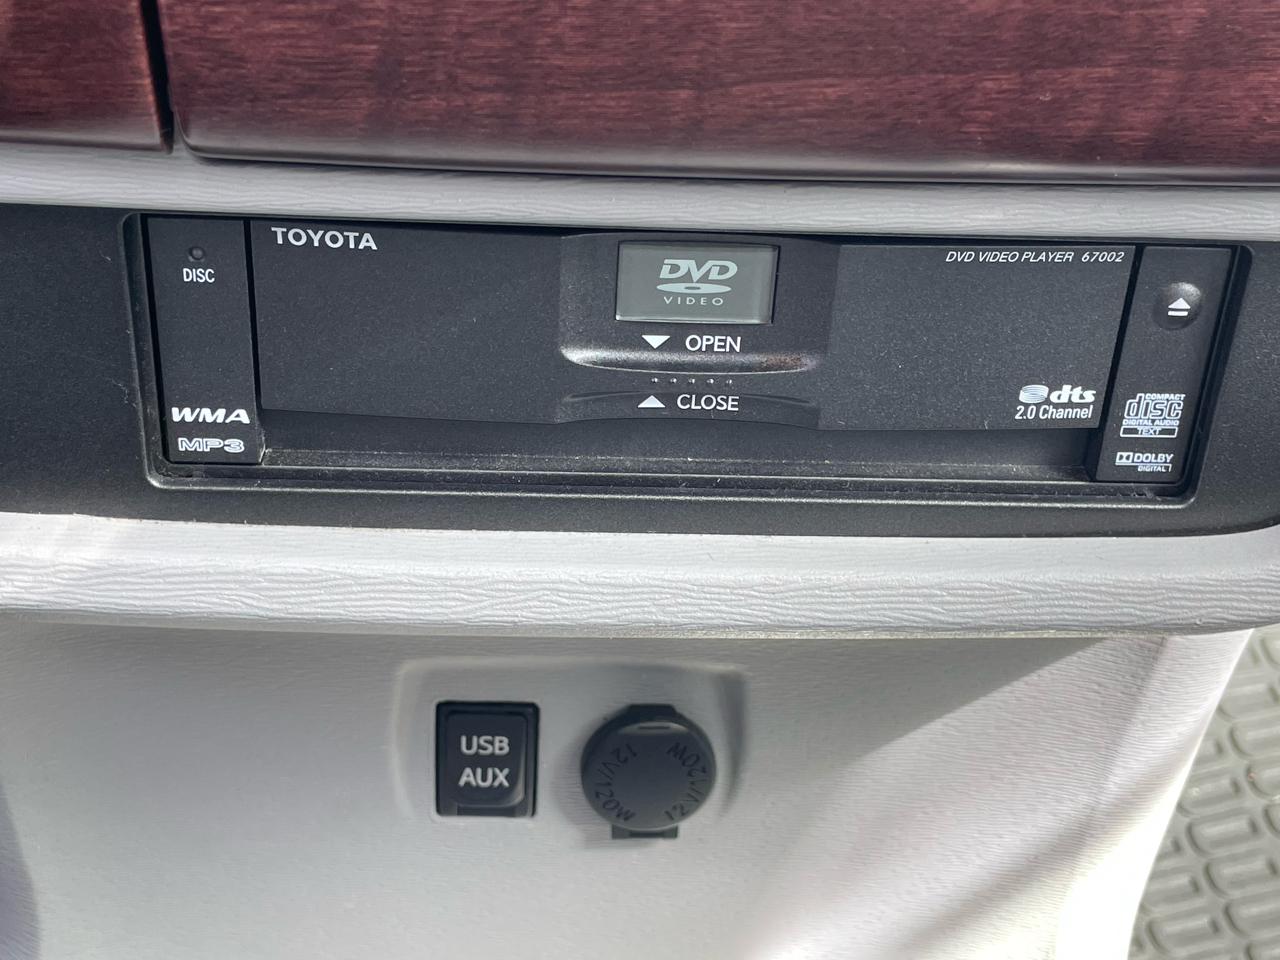 TOYOTA
DVD VIDEO PLAYER 67002
DISC
DVD
VIDEO
OPEN
CLOSE
WMA
MP3
dts
2.0 Channel
COMPACT
disc
DIGITAL AUDIO
TEXT
DOLBY
DIGITAL
USB
AUX
12V/120W
12V/120W